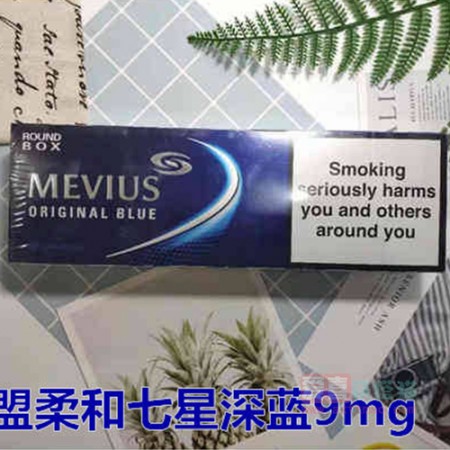 ROUND
BOX
MEVIUS
ORIGINAL BLUE
Smoking
seriously harms
you and others
around you
盟柔和七星深蓝9mg